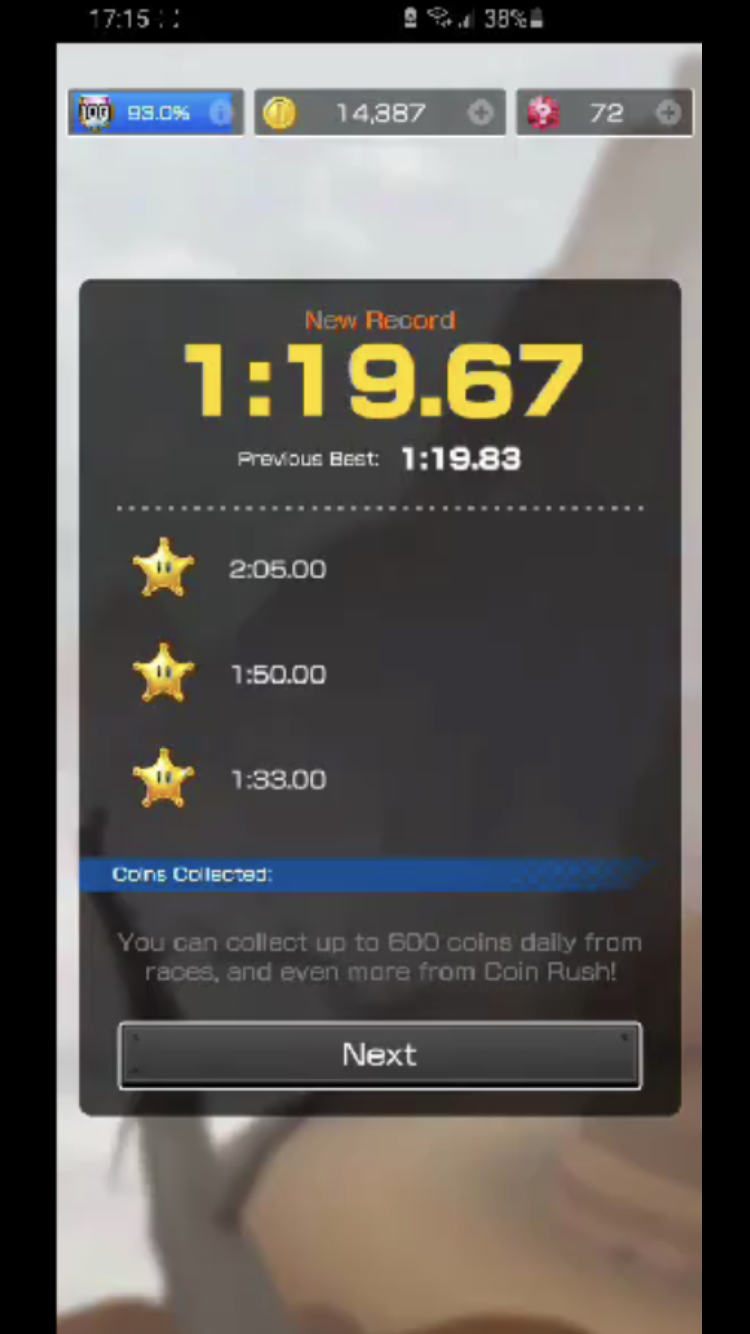 17:15
38%
100 93.0% 14,387 72
New Record
1:19.67
Previous Best: 1:19.83
2:05.00
1:50.00
1:33.00
Coins Collected:
You can collect up to 600 coins daily from
races, and even more from Coin Rush!
Next